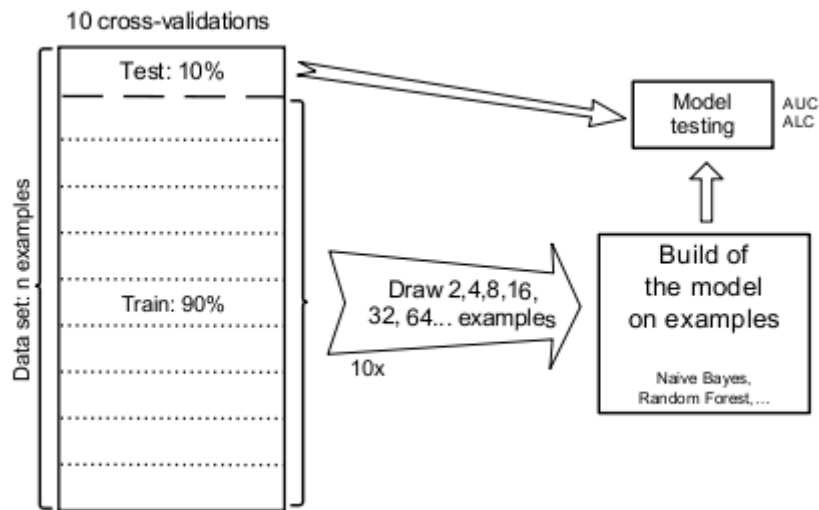 10 cross-validations
Test: 10%
Data set: n examples
Train: 90%
Draw 2,4,8,16,
32, 64... examples
10x
Model
testing
AUC
ALC
Build of
the model
on examples
Naive Bayes,
Random Forest,...